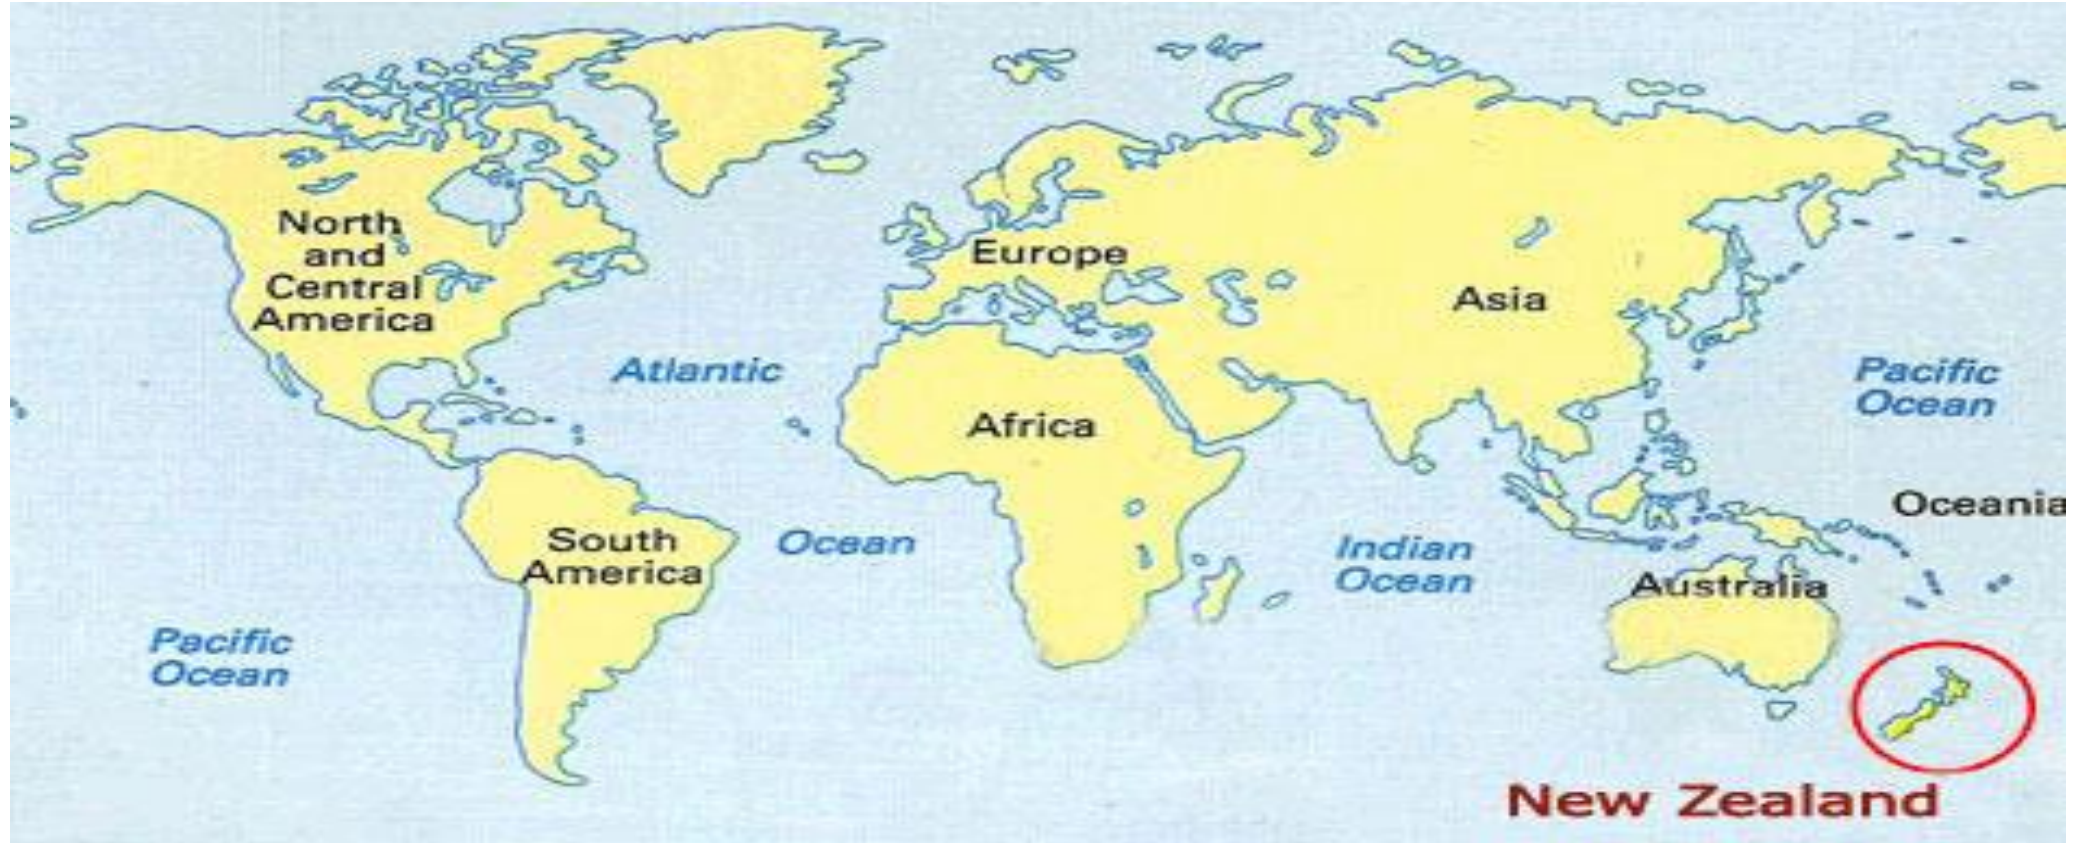 North
and
Central
America
Europe
Asia
Atlantic
Pacific
Ocean
Africa
Oceania
South
America
Ocean
Indian
Ocean
Australia
Pacific
Ocean
New Zealand